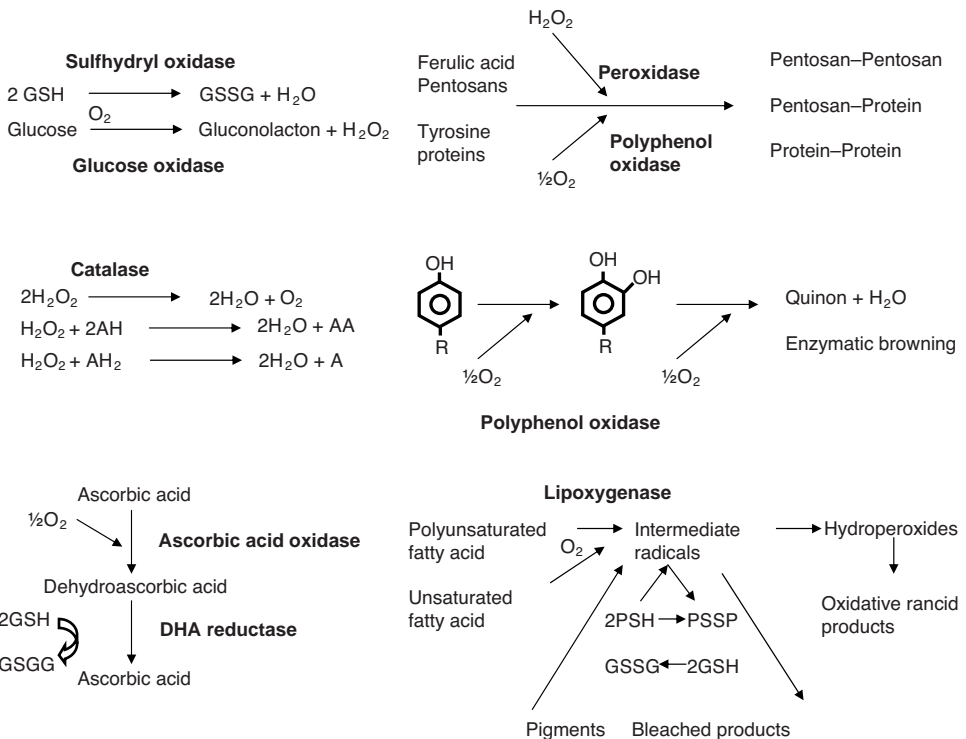 Sulfhydryl oxidase
2 GSH GSSG + H₂O
O₂
Glucose Gluconolacton + H₂O₂
Glucose oxidase
H₂O₂
Ferulic acid
Pentosans
Peroxidase
Tyrosine
proteins
Polyphenol
oxidase
½O₂
Pentosan–Pentosan
Pentosan–Protein
Protein–Protein
Catalase
2H₂O₂ 2H₂O + O₂
H₂O₂ + 2AH 2H₂O + AA
H₂O₂ + AH₂ 2H₂O + A
OH
R
½O₂
OH
OH
R
½O₂
Quinon + H₂O
Enzymatic browning
Polyphenol oxidase
Ascorbic acid
½O₂
Ascorbic acid oxidase
Dehydroascorbic acid
2GSH
DHA reductase
GSGG
Ascorbic acid
Lipoxygenase
Polyunsaturated
fatty acid
O₂
Intermediate
radicals
Hydroperoxides
Unsaturated
fatty acid
2PSH PSSP
GSSG 2GSH
Oxidative rancid
products
Pigments Bleached products